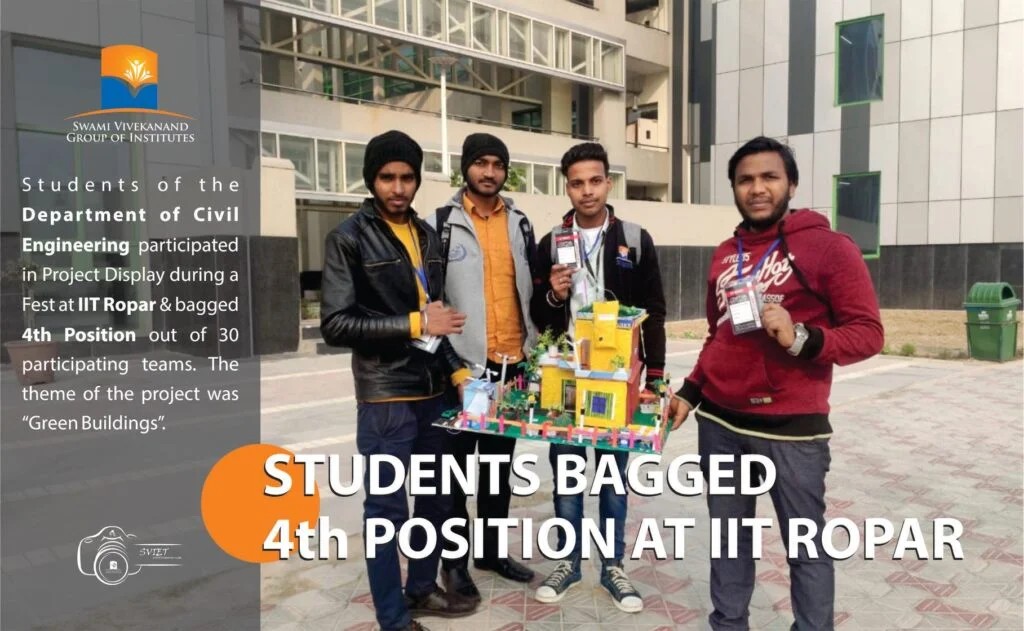 SWAMI VIVEKANAND
GROUP OF INSTITUTES
Students of the
Department of Civil
Engineering participated
in Project Display during a
Fest at IIT Ropar & bagged
4th Position out of 30
participating teams. The
theme of the project was
“Green Buildings”.
STUDENTS BAGGED
4th POSITION AT IIT ROPAR
SVIET